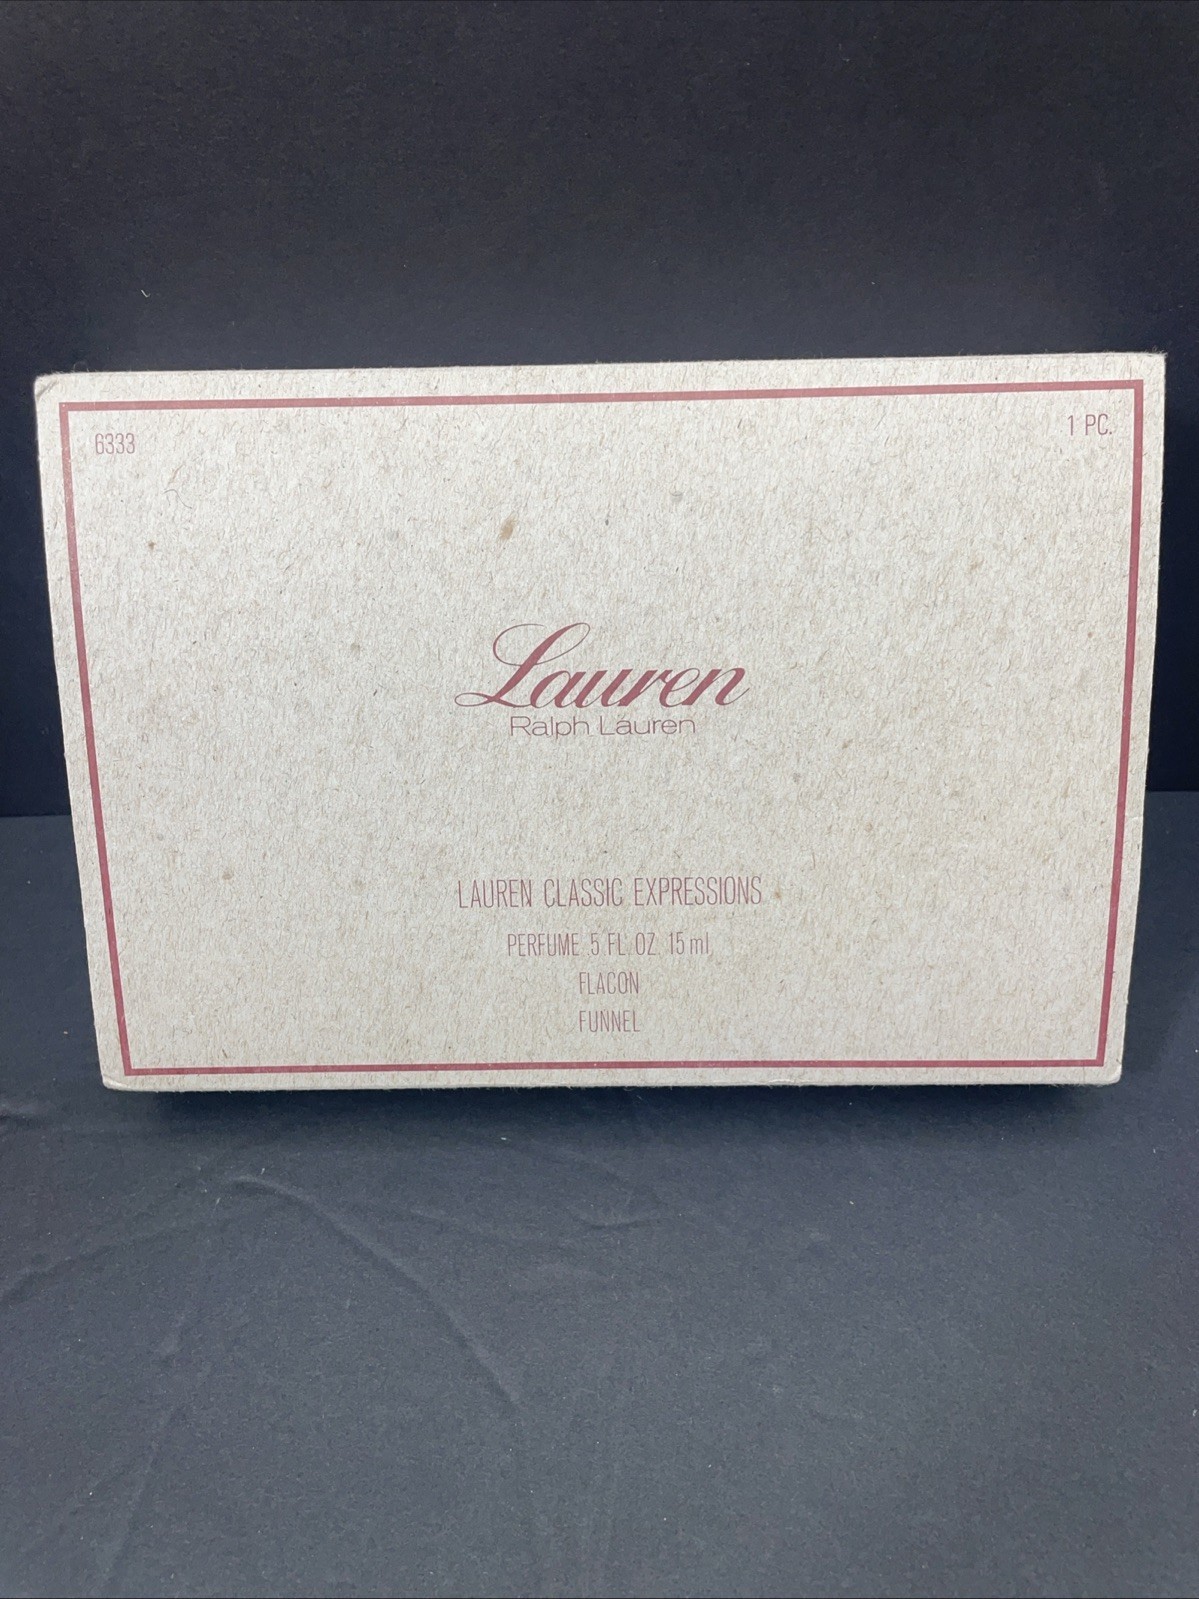 6333
1 PC.
Lauren
Ralph Lauren
LAUREN CLASSIC EXPRESSIONS
PERFUME .5 FL. OZ. 15 ml
FLACON
FUNNEL